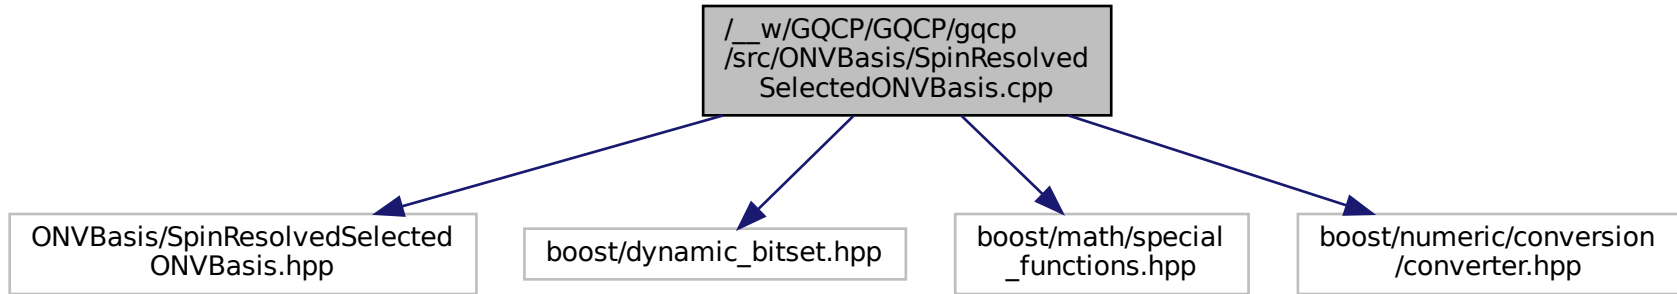 /__w/GQCP/GQCP/gqcp
/src/ONVBasis/SpinResolved
SelectedONVBasis.cpp
ONVBasis/SpinResolvedSelected
ONVBasis.hpp
boost/dynamic_bitset.hpp
boost/math/special
_functions.hpp
boost/numeric/conversion
/converter.hpp